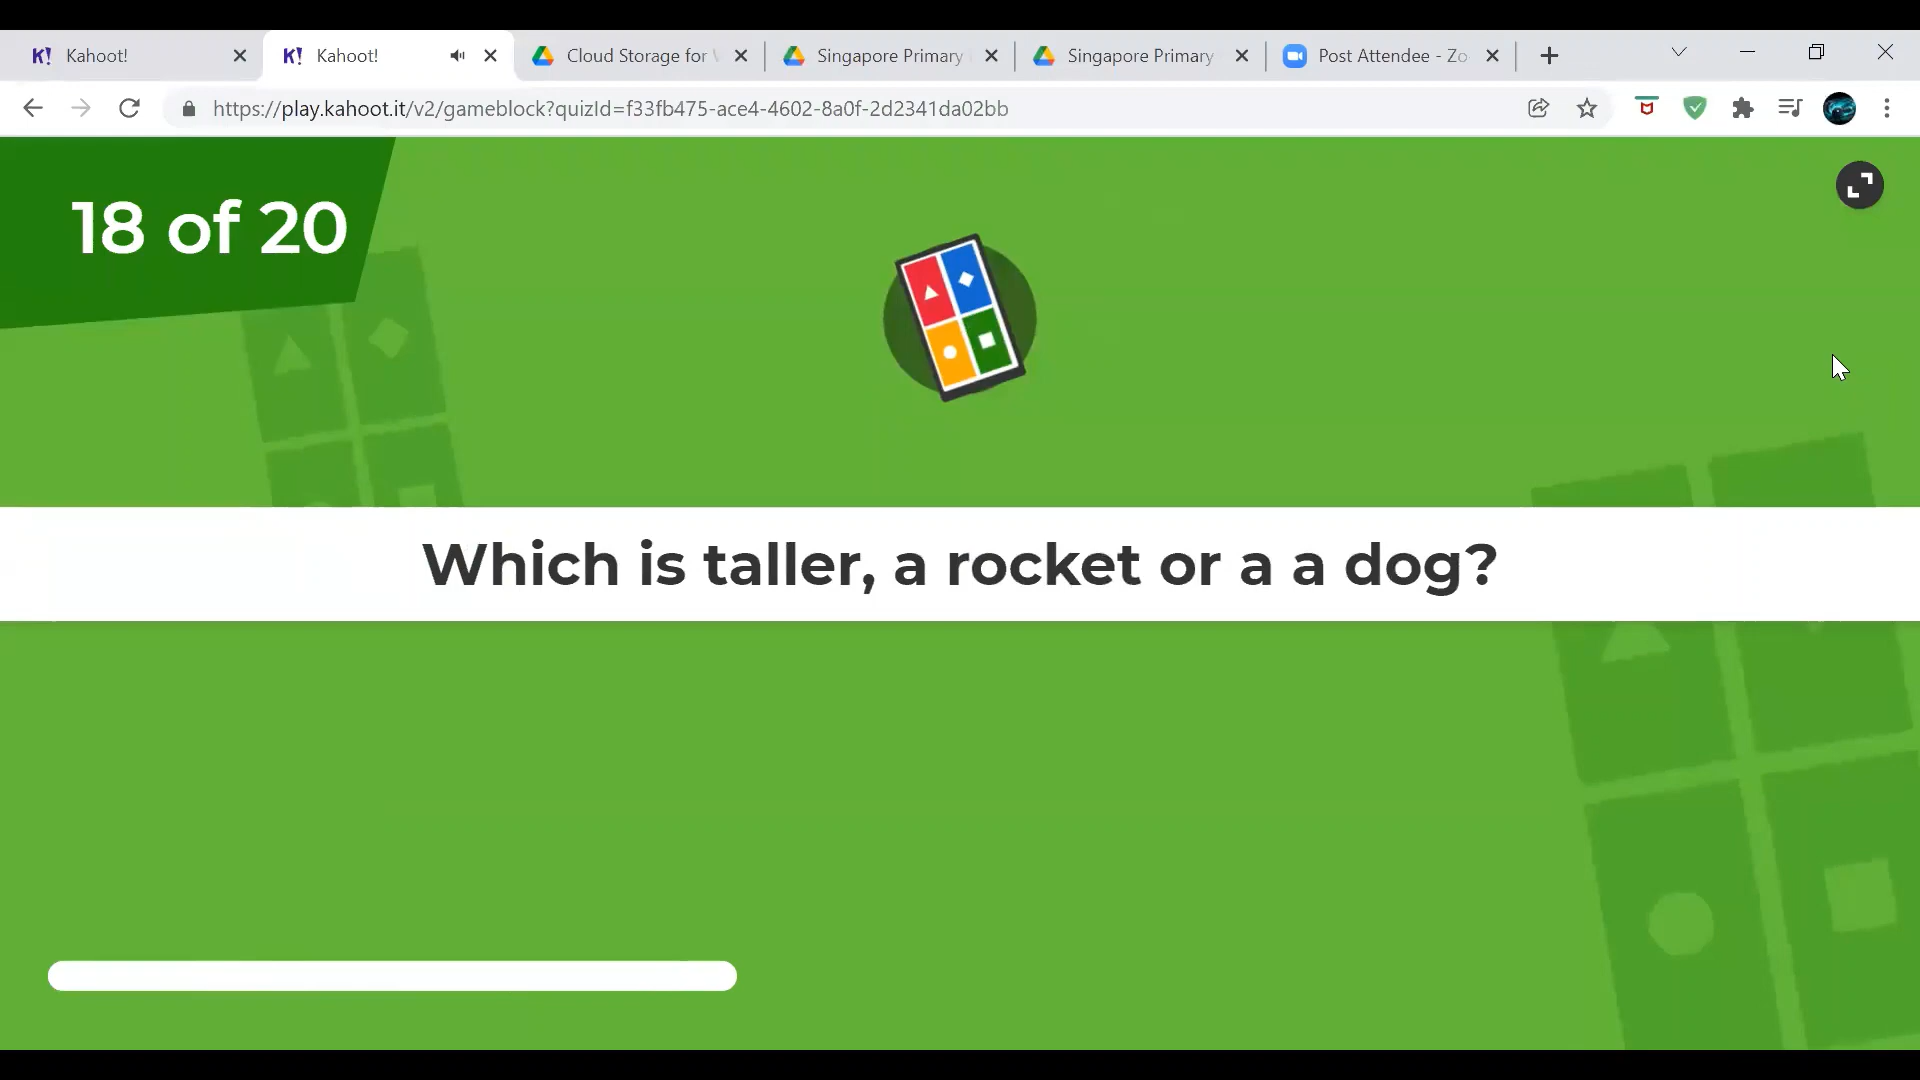 K! Kahoot!
K! Kahoot!
Cloud Storage for
Singapore Primary
Singapore Primary
Post Attendee - Zo
https://play.kahoot.it/v2/gameblock?quizId=f33fb475-ace4-4602-8a0f-2d2341da02bb
18 of 20
Which is taller, a rocket or a a dog?